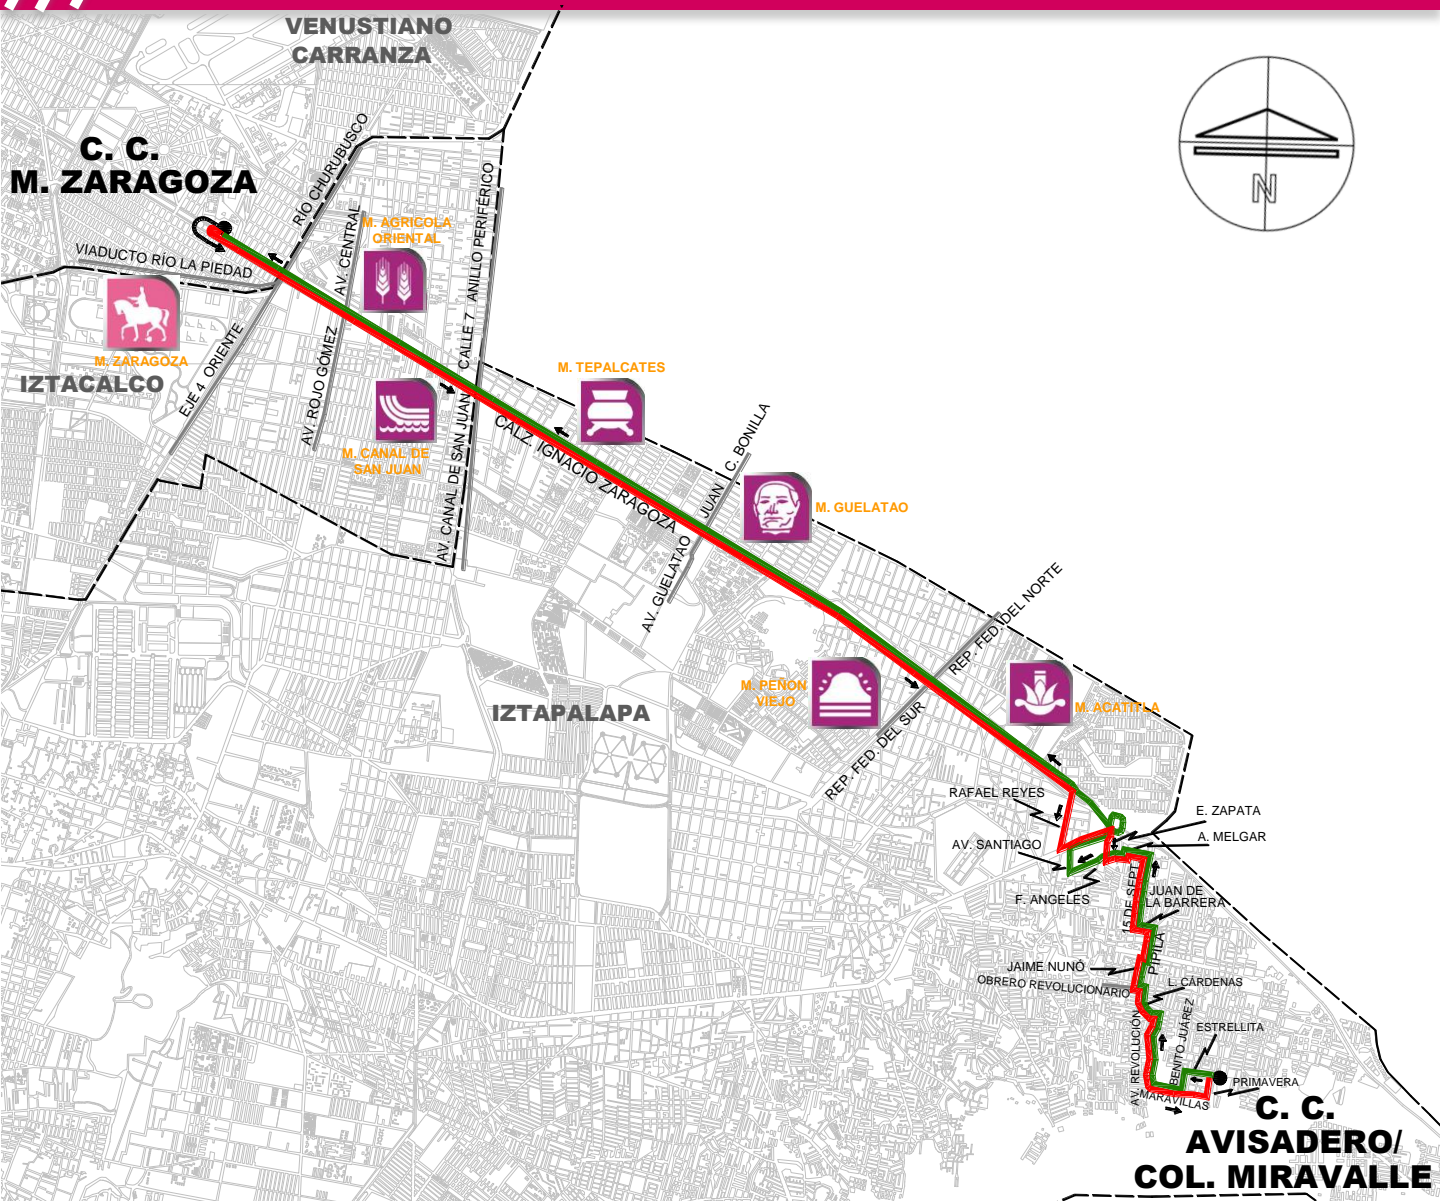 VENUSTIANO
CARRANZA
C. C.
M. ZARAGOZA
RÍO CHURUBUSCO
VIADUCTO RÍO LA PIEDAD
AV. CENTRAL
M. AGRICOLA
ORIENTAL
ANILLO PERIFÉRICO
CALLE 7
N
M. ZARAGOZA
IZTACALCO
EJE 4 ORIENTE
AV. ROJO GÓMEZ
M. CANAL DE
SAN JUAN
AV. CANAL DE SAN JUAN
M. TEPALCATES
CALZ. IGNACIO ZARAGOZA
JUAN C. BONILLA
M. GUELATAO
AV. GUELATAO
REP. FED. DEL NORTE
M. PEÑON
VIEJO
REP. FED. DEL SUR
M. ACATITLA
IZTAPALAPA
RAFAEL REYES
E. ZAPATA
A. MELGAR
AV. SANTIAGO
F. ANGELES
15 DE SEPT.
JUAN DE
LA BARRERA
PIPILA
JAIME NUNÓ
OBRERO REVOLUCIONARIO
L. CÁRDENAS
AV. REVOLUCIÓN
BENITO JUÁREZ
ESTRELLITA
PRIMAVERA
MARAVILLAS
C. C.
AVISADERO/
COL. MIRAVALLE